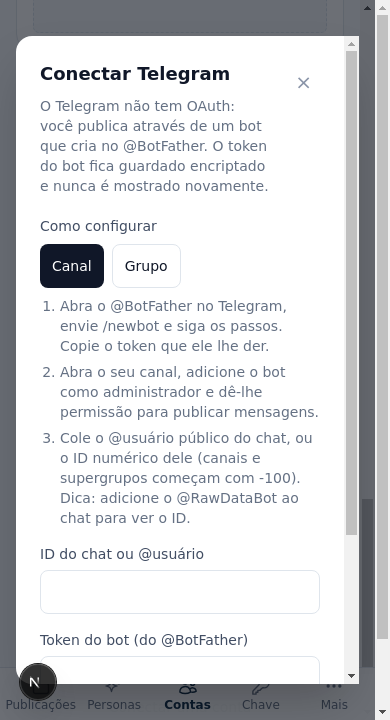 Conectar Telegram
O Telegram não tem OAuth:
você publica através de um bot
que cria no @BotFather. O token
do bot fica guardado encriptado
e nunca é mostrado novamente.
Como configurar
Canal
Grupo
1. Abra o @BotFather no Telegram,
envie /newbot e siga os passos.
Copie o token que ele lhe der.
2. Abra o seu canal, adicione o bot
como administrador e dê-lhe
permissão para publicar mensagens.
3. Cole o @usuário público do chat, ou
o ID numérico dele (canais e
supergrupos começam com -100).
Dica: adicione o @RawDataBot ao
chat para ver o ID.
ID do chat ou @usuário
Token do bot (do @BotFather)
N
Publicações
Personas
Contas
Chave
Mais